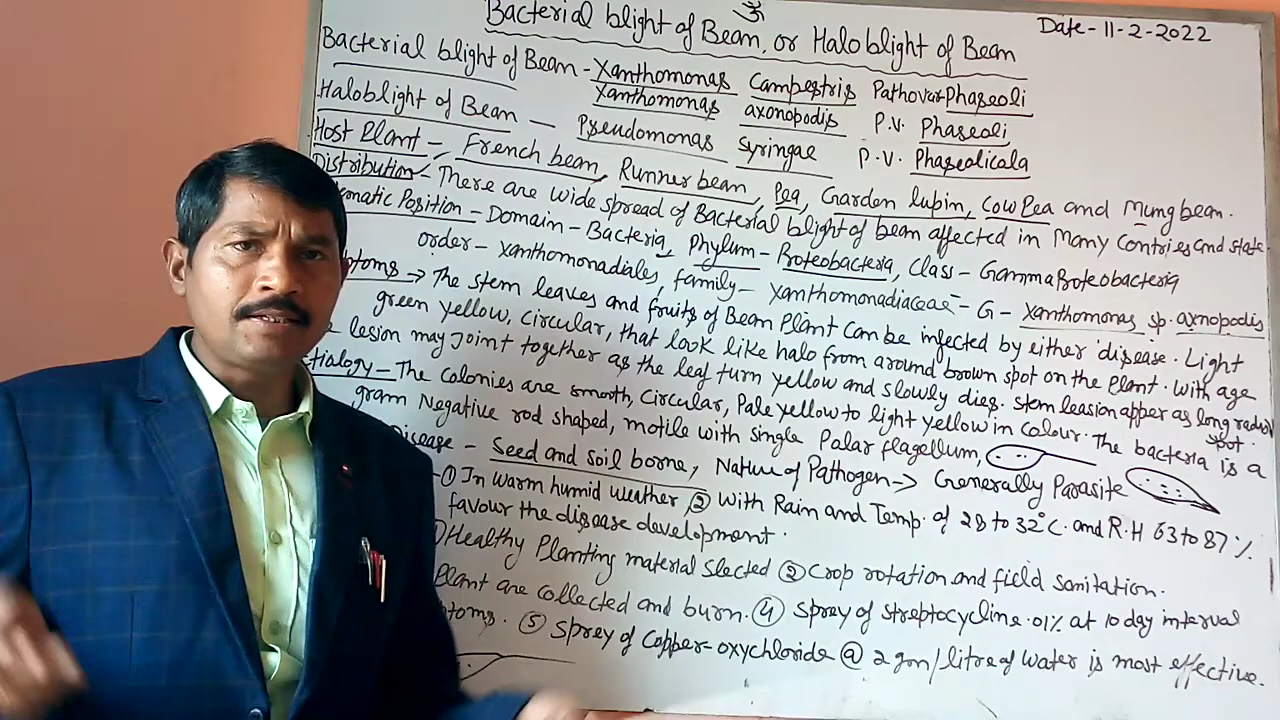 ॐ
Bacterial blight of Bean, or Halo blight of Bean
Date- 11-2-2022
Bacterial blight of Bean - Xanthomonas Campestris Pathovar Phaseoli
Xanthomonas axonopodis P.V. Phaseoli
Haloblight of Bean — Pseudomonas Syringae P.V. Phaseolicala
Host Plant - French bean, Runner bean, Pea, Garden lupin, Cow Pea and Mung bean.
Distribution - There are wide spread of Bacterial blight of bean affected in Many Contries and state.
Position - Domain - Bacteria, Phylum - Proteobacteria, Class - GammaProteobacteria
order - Xanthomonadiales, family - Xanthomonadiaceae - G - Xanthomonas sp. axnopodis
→ The stem leaves and fruits of Bean Plant Can be infected by either disease. Light
green yellow, Circular, that look like halo from around brown spot on the plant. with age
lesion may joint together as the leaf turn yellow and slowly dies. Stem leasion apper as long radish
spot.
The colonies are smooth, Circular, Pale yellow to light yellow in colour. The bacteria is a
gram Negative rod shaped, motile with single Palar flagellum,
Disease - Seed and Soil borne, Nature of Pathogen → Generally Parasite
① In warm humid weather, ② with Rain and Temp. of 28 to 32°C. and R.H 63 to 87 %
favour the disease development.
Healthy Planting material slected ② Crop rotation and field sanitation.
Plant are collected and burn. ④ Sprey of streptocycline .01% at 10 day interval
⑤ Sprey of Copper-oxychloride @ 2 gm/litre of water is most effective.